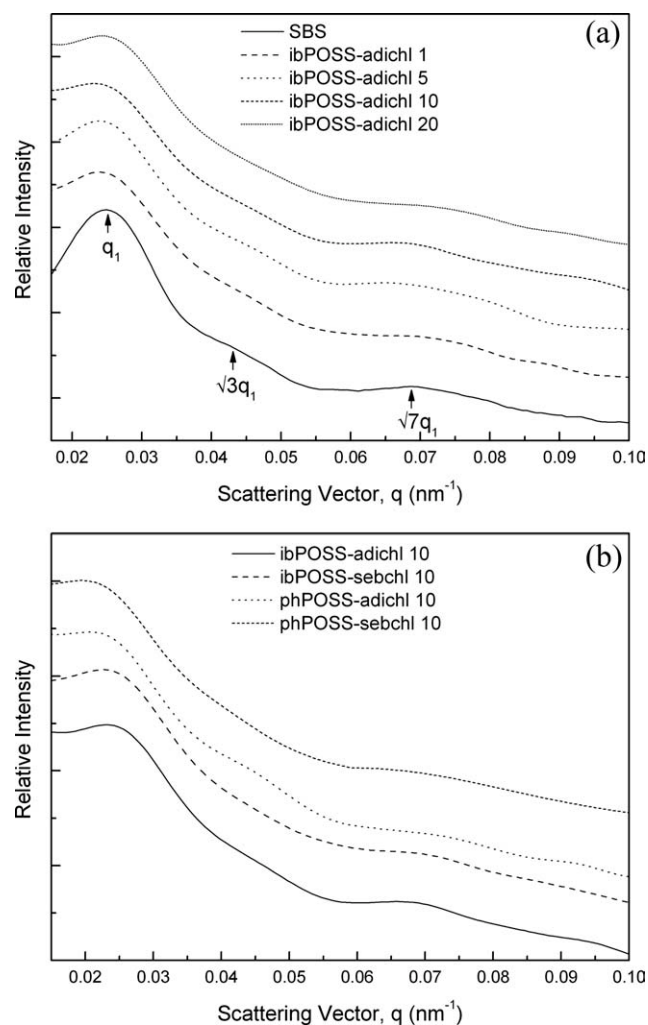 (a)
SBS
ibPOSS-adichl 1
ibPOSS-adichl 5
ibPOSS-adichl 10
ibPOSS-adichl 20
Relative Intensity
q₁
√3q₁
√7q₁
0.02 0.03 0.04 0.05 0.06 0.07 0.08 0.09 0.10
Scattering Vector, q (nm⁻¹)
(b)
ibPOSS-adichl 10
ibPOSS-sebchl 10
phPOSS-adichl 10
phPOSS-sebchl 10
Relative Intensity
0.02 0.03 0.04 0.05 0.06 0.07 0.08 0.09 0.10
Scattering Vector, q (nm⁻¹)